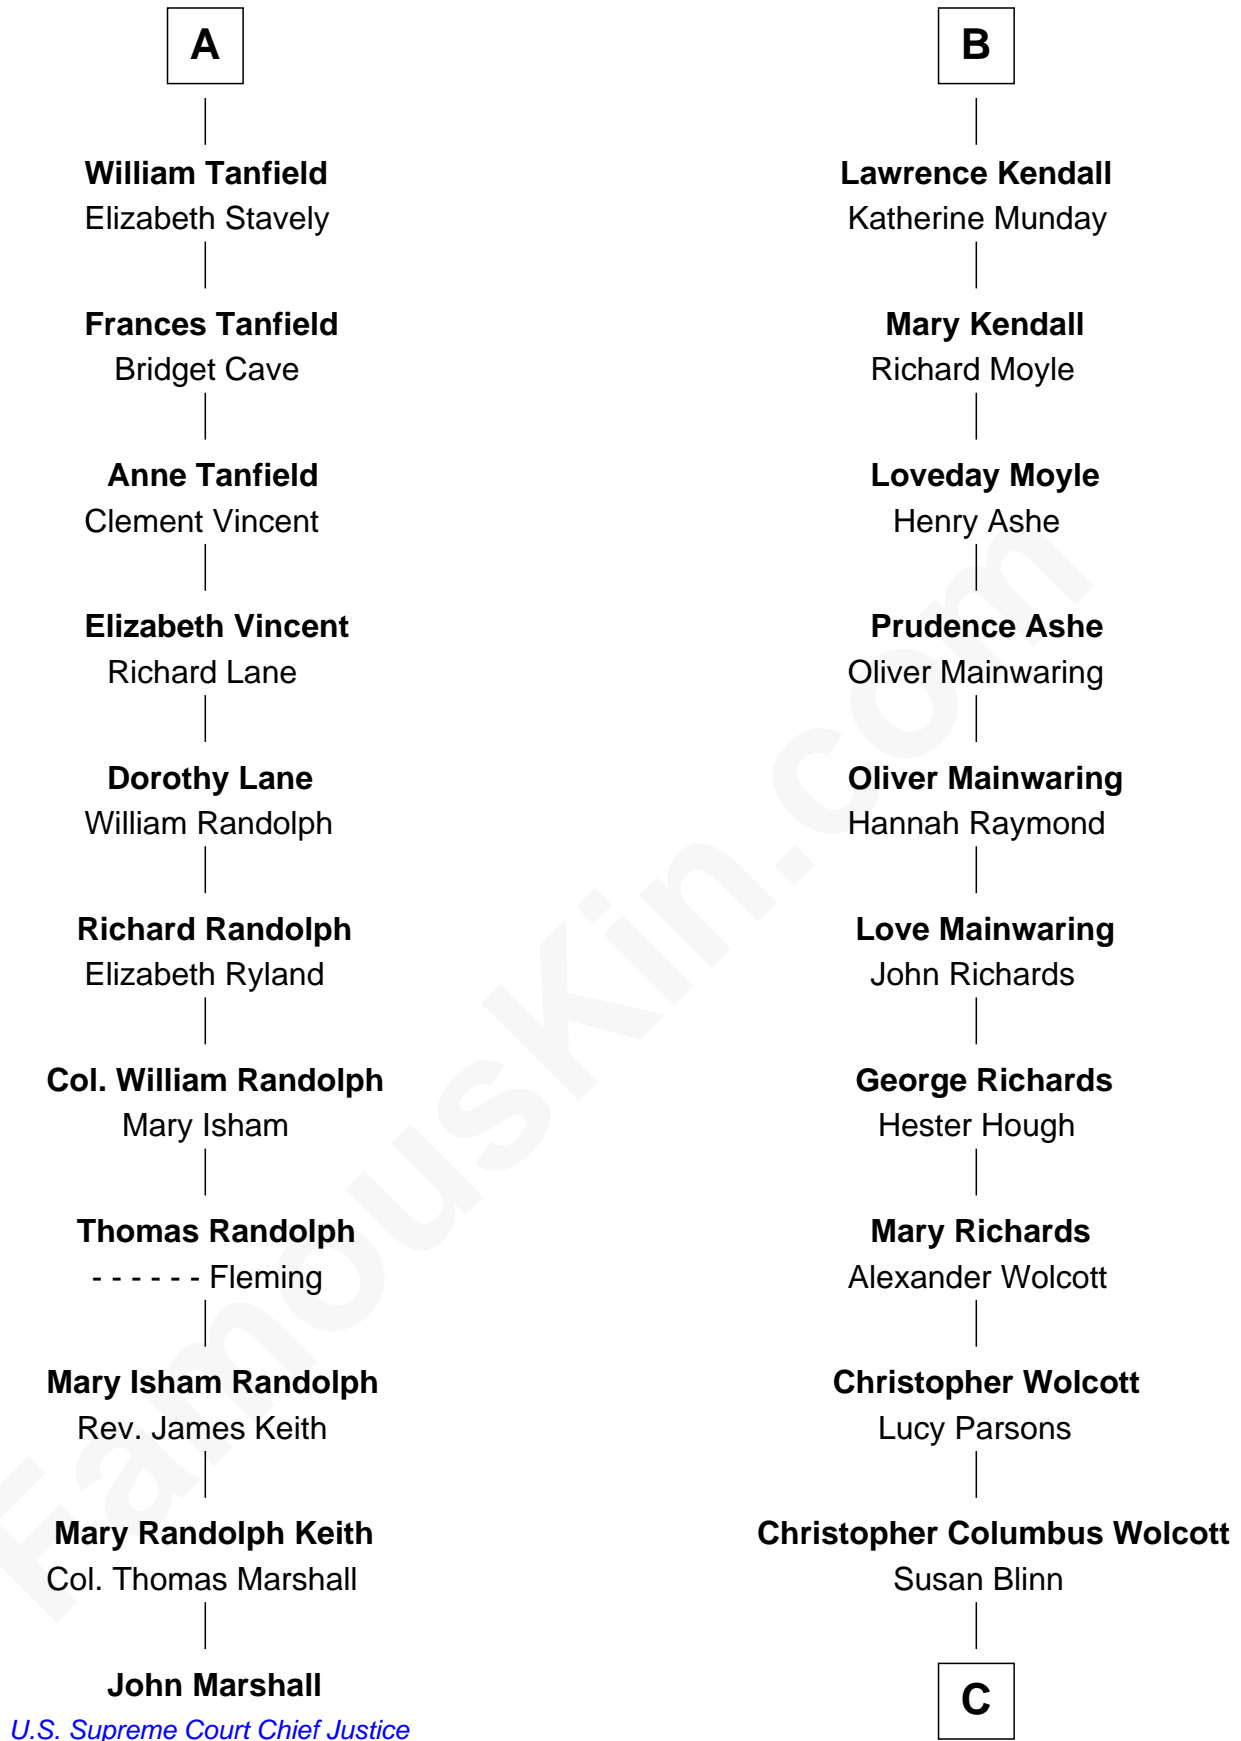 A
William Tanfield
Elizabeth Stavely
Frances Tanfield
Bridget Cave
Anne Tanfield
Clement Vincent
Elizabeth Vincent
Richard Lane
Dorothy Lane
William Randolph
Richard Randolph
Elizabeth Ryland
Col. William Randolph
Mary Isham
Thomas Randolph
- - - - - - Fleming
Mary Isham Randolph
Rev. James Keith
Mary Randolph Keith
Col. Thomas Marshall
John Marshall
U.S. Supreme Court Chief Justice
B
Lawrence Kendall
Katherine Munday
Mary Kendall
Richard Moyle
Loveday Moyle
Henry Ashe
Prudence Ashe
Oliver Mainwaring
Oliver Mainwaring
Hannah Raymond
Love Mainwaring
John Richards
George Richards
Hester Hough
Mary Richards
Alexander Wolcott
Christopher Wolcott
Lucy Parsons
Christopher Columbus Wolcott
Susan Blinn
C
FamousKin.com